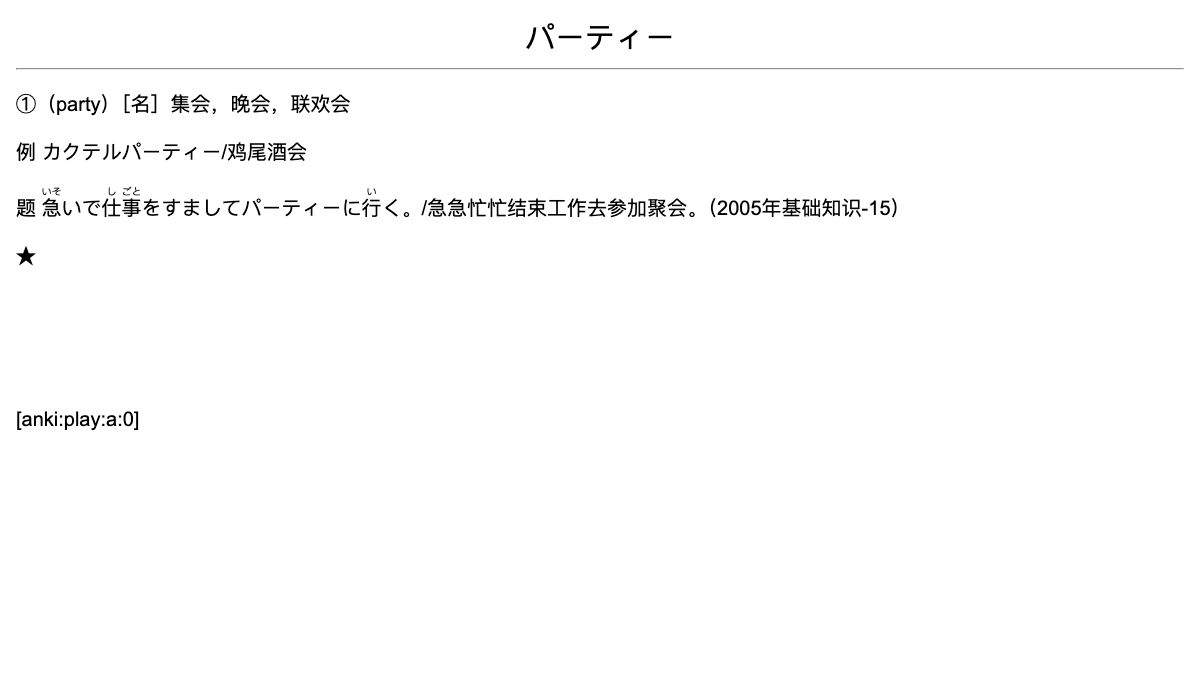 パーティー
①（party）［名］集会，晚会，联欢会
例 カクテルパーティー/鸡尾酒会
题 急いで仕事をすましてパーティーに行く。/急急忙忙结束工作去参加聚会。（2005年基础知识-15）
いそ し ごと い
★
[anki:play:a:0]